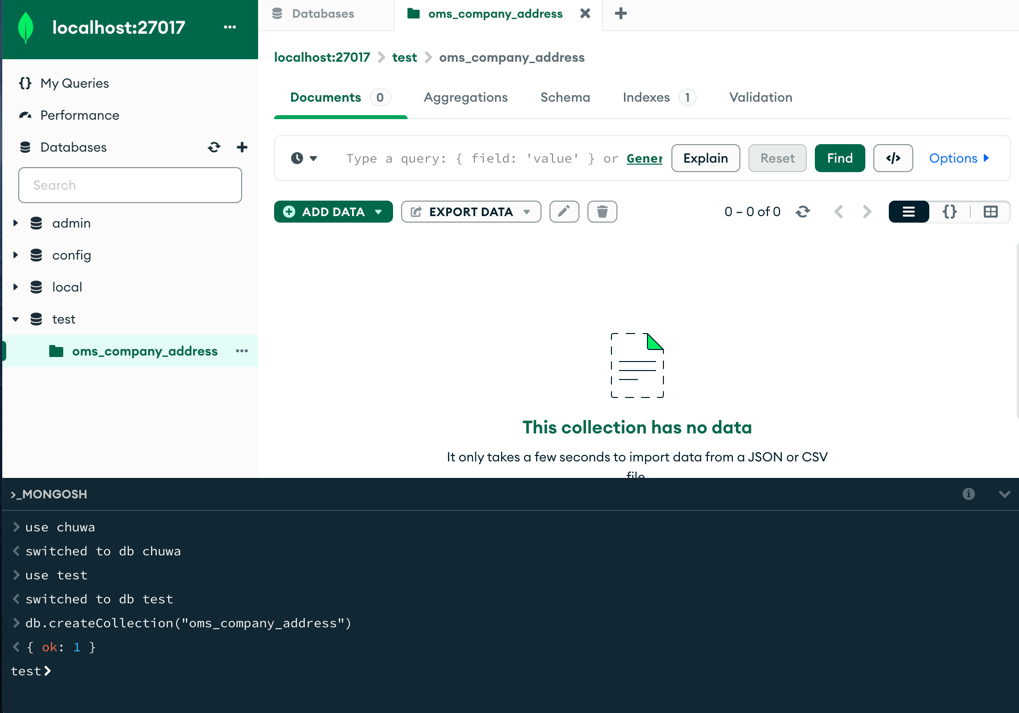 localhost:27017
Databases
oms_company_address
localhost:27017 > test > oms_company_address
My Queries
Performance
Databases
Search
admin
config
local
test
oms_company_address
Documents 0 Aggregations Schema Indexes 1 Validation
Type a query: { field: 'value' } or Gener Explain Reset Find </> Options
ADD DATA EXPORT DATA 0 – 0 of 0 {}
This collection has no data
It only takes a few seconds to import data from a JSON or CSV
file
>_MONGOSH
> use chuwa
< switched to db chuwa
> use test
< switched to db test
> db.createCollection("oms_company_address")
< { ok: 1 }
test>